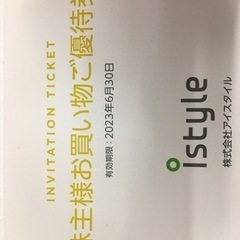 INVITATION TICKET
株主様お買い物ご優待券
有効期限：2023年6月30日
istyle
株式会社アイスタイル